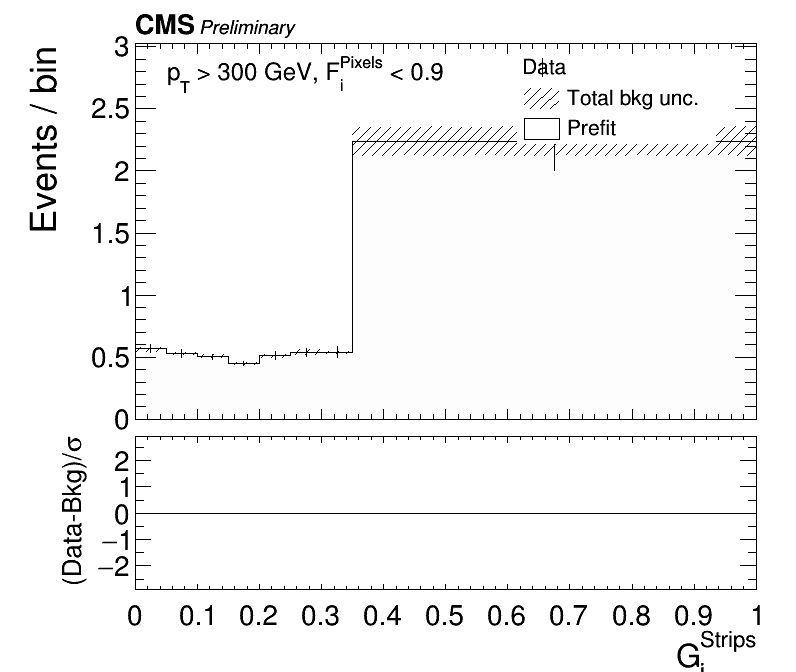 CMS Preliminary
p_T > 300 GeV, F_i^Pixels < 0.9
Data
Total bkg unc.
Prefit
Events / bin
3
2.5
2
1.5
1
0.5
0
(Data-Bkg)/σ
2
1
0
−1
−2
0 0.1 0.2 0.3 0.4 0.5 0.6 0.7 0.8 0.9 1
G_i^Strips